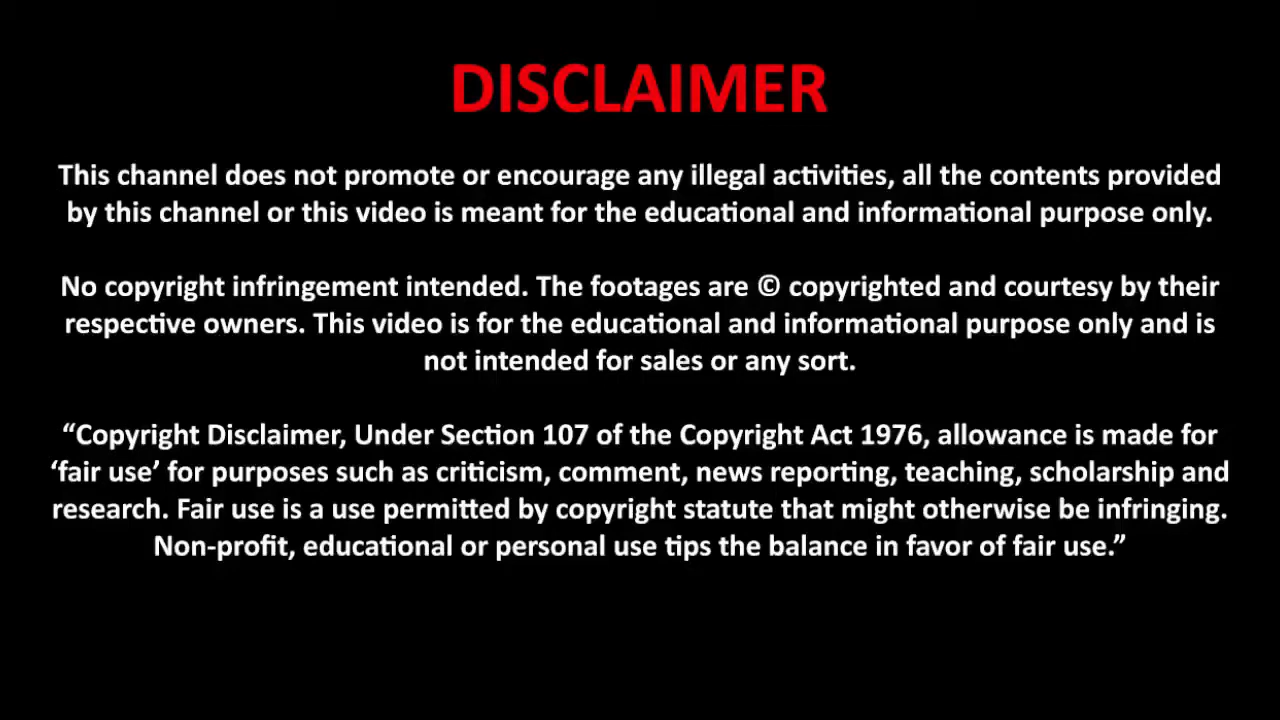 DISCLAIMER
This channel does not promote or encourage any illegal activities, all the contents provided
by this channel or this video is meant for the educational and informational purpose only.
No copyright infringement intended. The footages are © copyrighted and courtesy by their
respective owners. This video is for the educational and informational purpose only and is
not intended for sales or any sort.
“Copyright Disclaimer, Under Section 107 of the Copyright Act 1976, allowance is made for
‘fair use’ for purposes such as criticism, comment, news reporting, teaching, scholarship and
research. Fair use is a use permitted by copyright statute that might otherwise be infringing.
Non-profit, educational or personal use tips the balance in favor of fair use.”